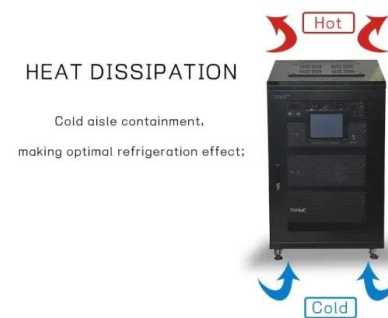 Hot
HEAT DISSIPATION
Cold aisle containment,
making optimal refrigeration effect;
Cold